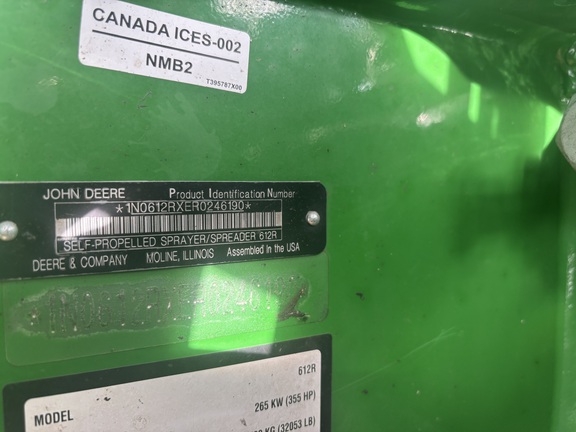 CANADA ICES-002
NMB2
T395787X00
JOHN DEERE Product Identification Number
*1N0612RXER0246190*
SELF-PROPELLED SPRAYER/SPREADER 612R
DEERE & COMPANY MOLINE, ILLINOIS Assembled In the USA
612R
MODEL 265 KW (355 HP)
KG (32053 LB)